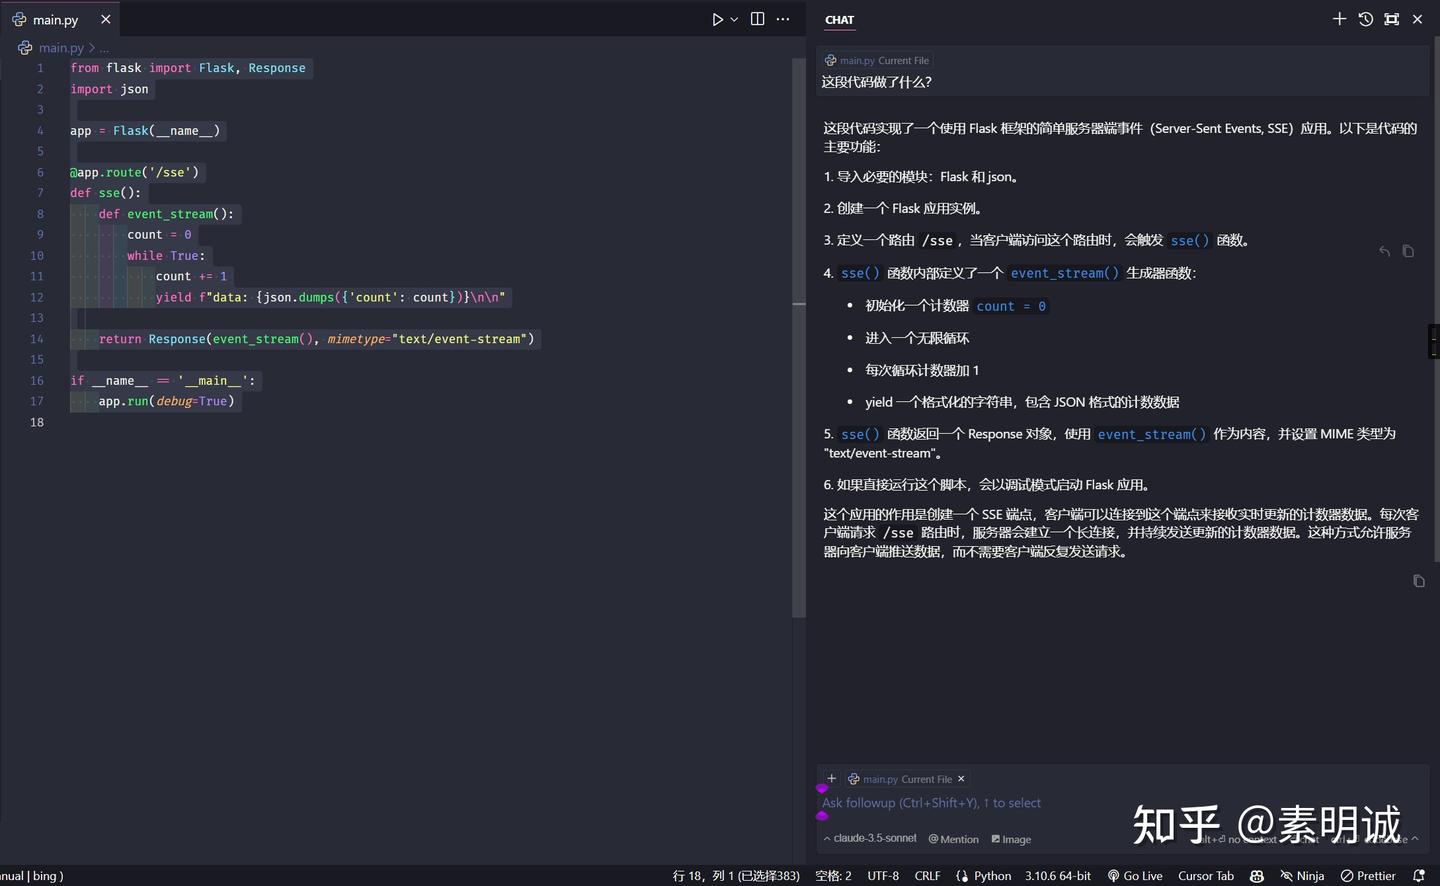 main.py
main.py > ...
1 from flask import Flask, Response
2 import json
3
4 app = Flask(__name__)
5
6 @app.route('/sse')
7 def sse():
8 def event_stream():
9 count = 0
10 while True:
11 count += 1
12 yield f"data: {json.dumps({'count': count})}\n\n"
13
14 return Response(event_stream(), mimetype="text/event-stream")
15
16 if __name__ == '__main__':
17 app.run(debug=True)
18
CHAT
main.py Current File
这段代码做了什么?
这段代码实现了一个使用 Flask 框架的简单服务器端事件（Server-Sent Events, SSE）应用。以下是代码的
主要功能：
1. 导入必要的模块：Flask 和 json。
2. 创建一个 Flask 应用实例。
3. 定义一个路由 /sse ，当客户端访问这个路由时，会触发 sse() 函数。
4. sse() 函数内部定义了一个 event_stream() 生成器函数：
• 初始化一个计数器 count = 0
• 进入一个无限循环
• 每次循环计数器加 1
• yield 一个格式化的字符串，包含 JSON 格式的计数数据
5. sse() 函数返回一个 Response 对象，使用 event_stream() 作为内容，并设置 MIME 类型为
"text/event-stream"。
6. 如果直接运行这个脚本，会以调试模式启动 Flask 应用。
这个应用的作用是创建一个 SSE 端点，客户端可以连接到这个端点来接收实时更新的计数器数据。每次客
户端请求 /sse 路由时，服务器会建立一个长连接，并持续发送更新的计数器数据。这种方式允许服务
器向客户端推送数据，而不需要客户端反复发送请求。
main.py Current File
Ask followup (Ctrl+Shift+Y), ↑ to select
claude-3.5-sonnet @ Mention Image
知乎 @素明诚
nual | bing ) 行 18，列 1 (已选择383) 空格: 2 UTF-8 CRLF Python 3.10.6 64-bit Go Live Cursor Tab Ninja Prettier